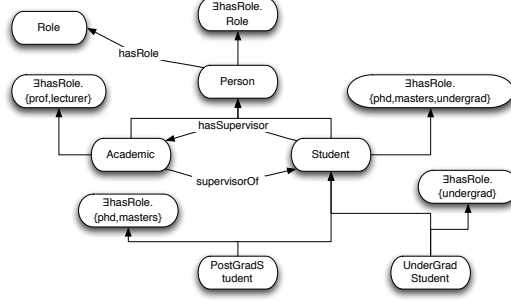 ∃hasRole.
Role
Role
hasRole
Person
∃hasRole.
{prof,lecturer}
∃hasRole.
{phd,masters,undergrad}
hasSupervisor
Academic
Student
supervisorOf
∃hasRole.
{undergrad}
∃hasRole.
{phd,masters}
PostGradS
tudent
UnderGrad
Student